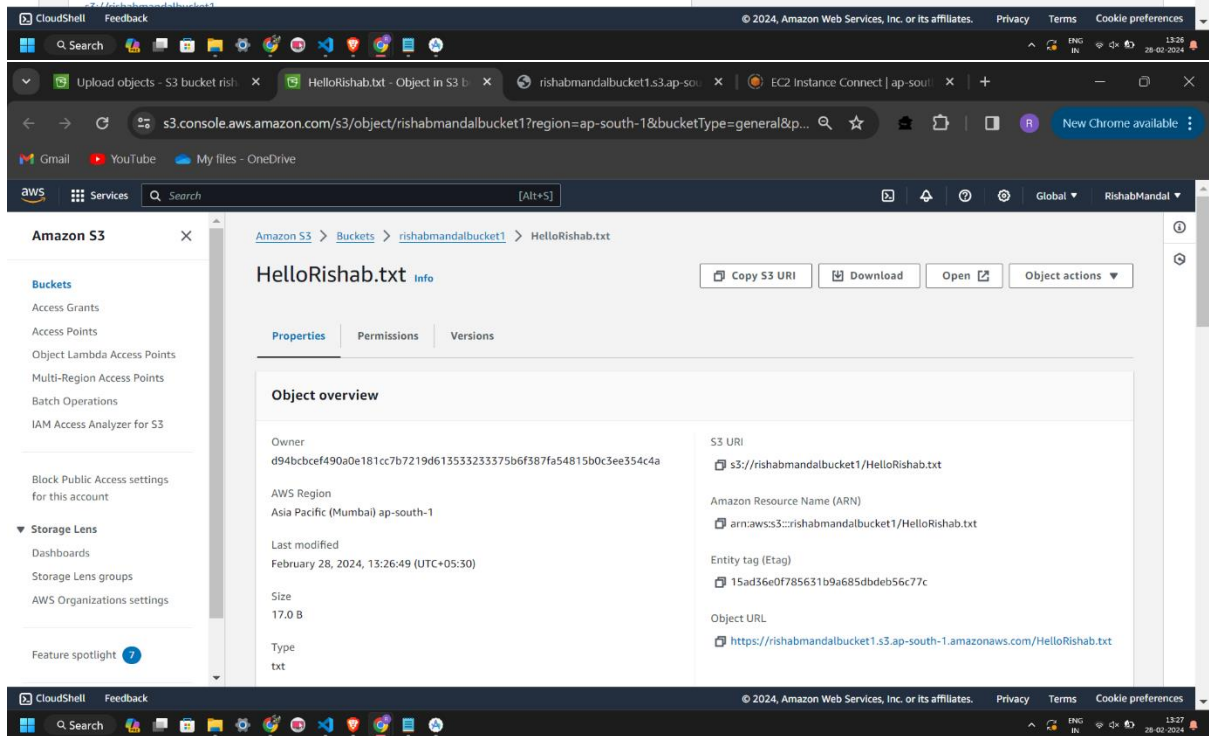 s3://rishabmandalbucket1
CloudShell Feedback © 2024, Amazon Web Services, Inc. or its affiliates. Privacy Terms Cookie preferences
Search ENG IN 13:26 28-02-2024
Upload objects - S3 bucket rish HelloRishab.txt - Object in S3 b rishabmandalbucket1.s3.ap-sou EC2 Instance Connect | ap-sout
s3.console.aws.amazon.com/s3/object/rishabmandalbucket1?region=ap-south-1&bucketType=general&p... R New Chrome available
Gmail YouTube My files - OneDrive
aws Services Search [Alt+S] Global RishabMandal
Amazon S3
Buckets
Access Grants
Access Points
Object Lambda Access Points
Multi-Region Access Points
Batch Operations
IAM Access Analyzer for S3
Block Public Access settings
for this account
Storage Lens
Dashboards
Storage Lens groups
AWS Organizations settings
Feature spotlight 7
Amazon S3 > Buckets > rishabmandalbucket1 > HelloRishab.txt
HelloRishab.txt Info
Copy S3 URI Download Open Object actions
Properties Permissions Versions
Object overview
Owner
d94bcbcef490a0e181cc7b7219d613533233375b6f387fa54815b0c3ee354c4a
AWS Region
Asia Pacific (Mumbai) ap-south-1
Last modified
February 28, 2024, 13:26:49 (UTC+05:30)
Size
17.0 B
Type
txt
S3 URI
s3://rishabmandalbucket1/HelloRishab.txt
Amazon Resource Name (ARN)
arn:aws:s3:::rishabmandalbucket1/HelloRishab.txt
Entity tag (Etag)
15ad36e0f785631b9a685dbdeb56c77c
Object URL
https://rishabmandalbucket1.s3.ap-south-1.amazonaws.com/HelloRishab.txt
CloudShell Feedback © 2024, Amazon Web Services, Inc. or its affiliates. Privacy Terms Cookie preferences
Search ENG IN 13:27 28-02-2024